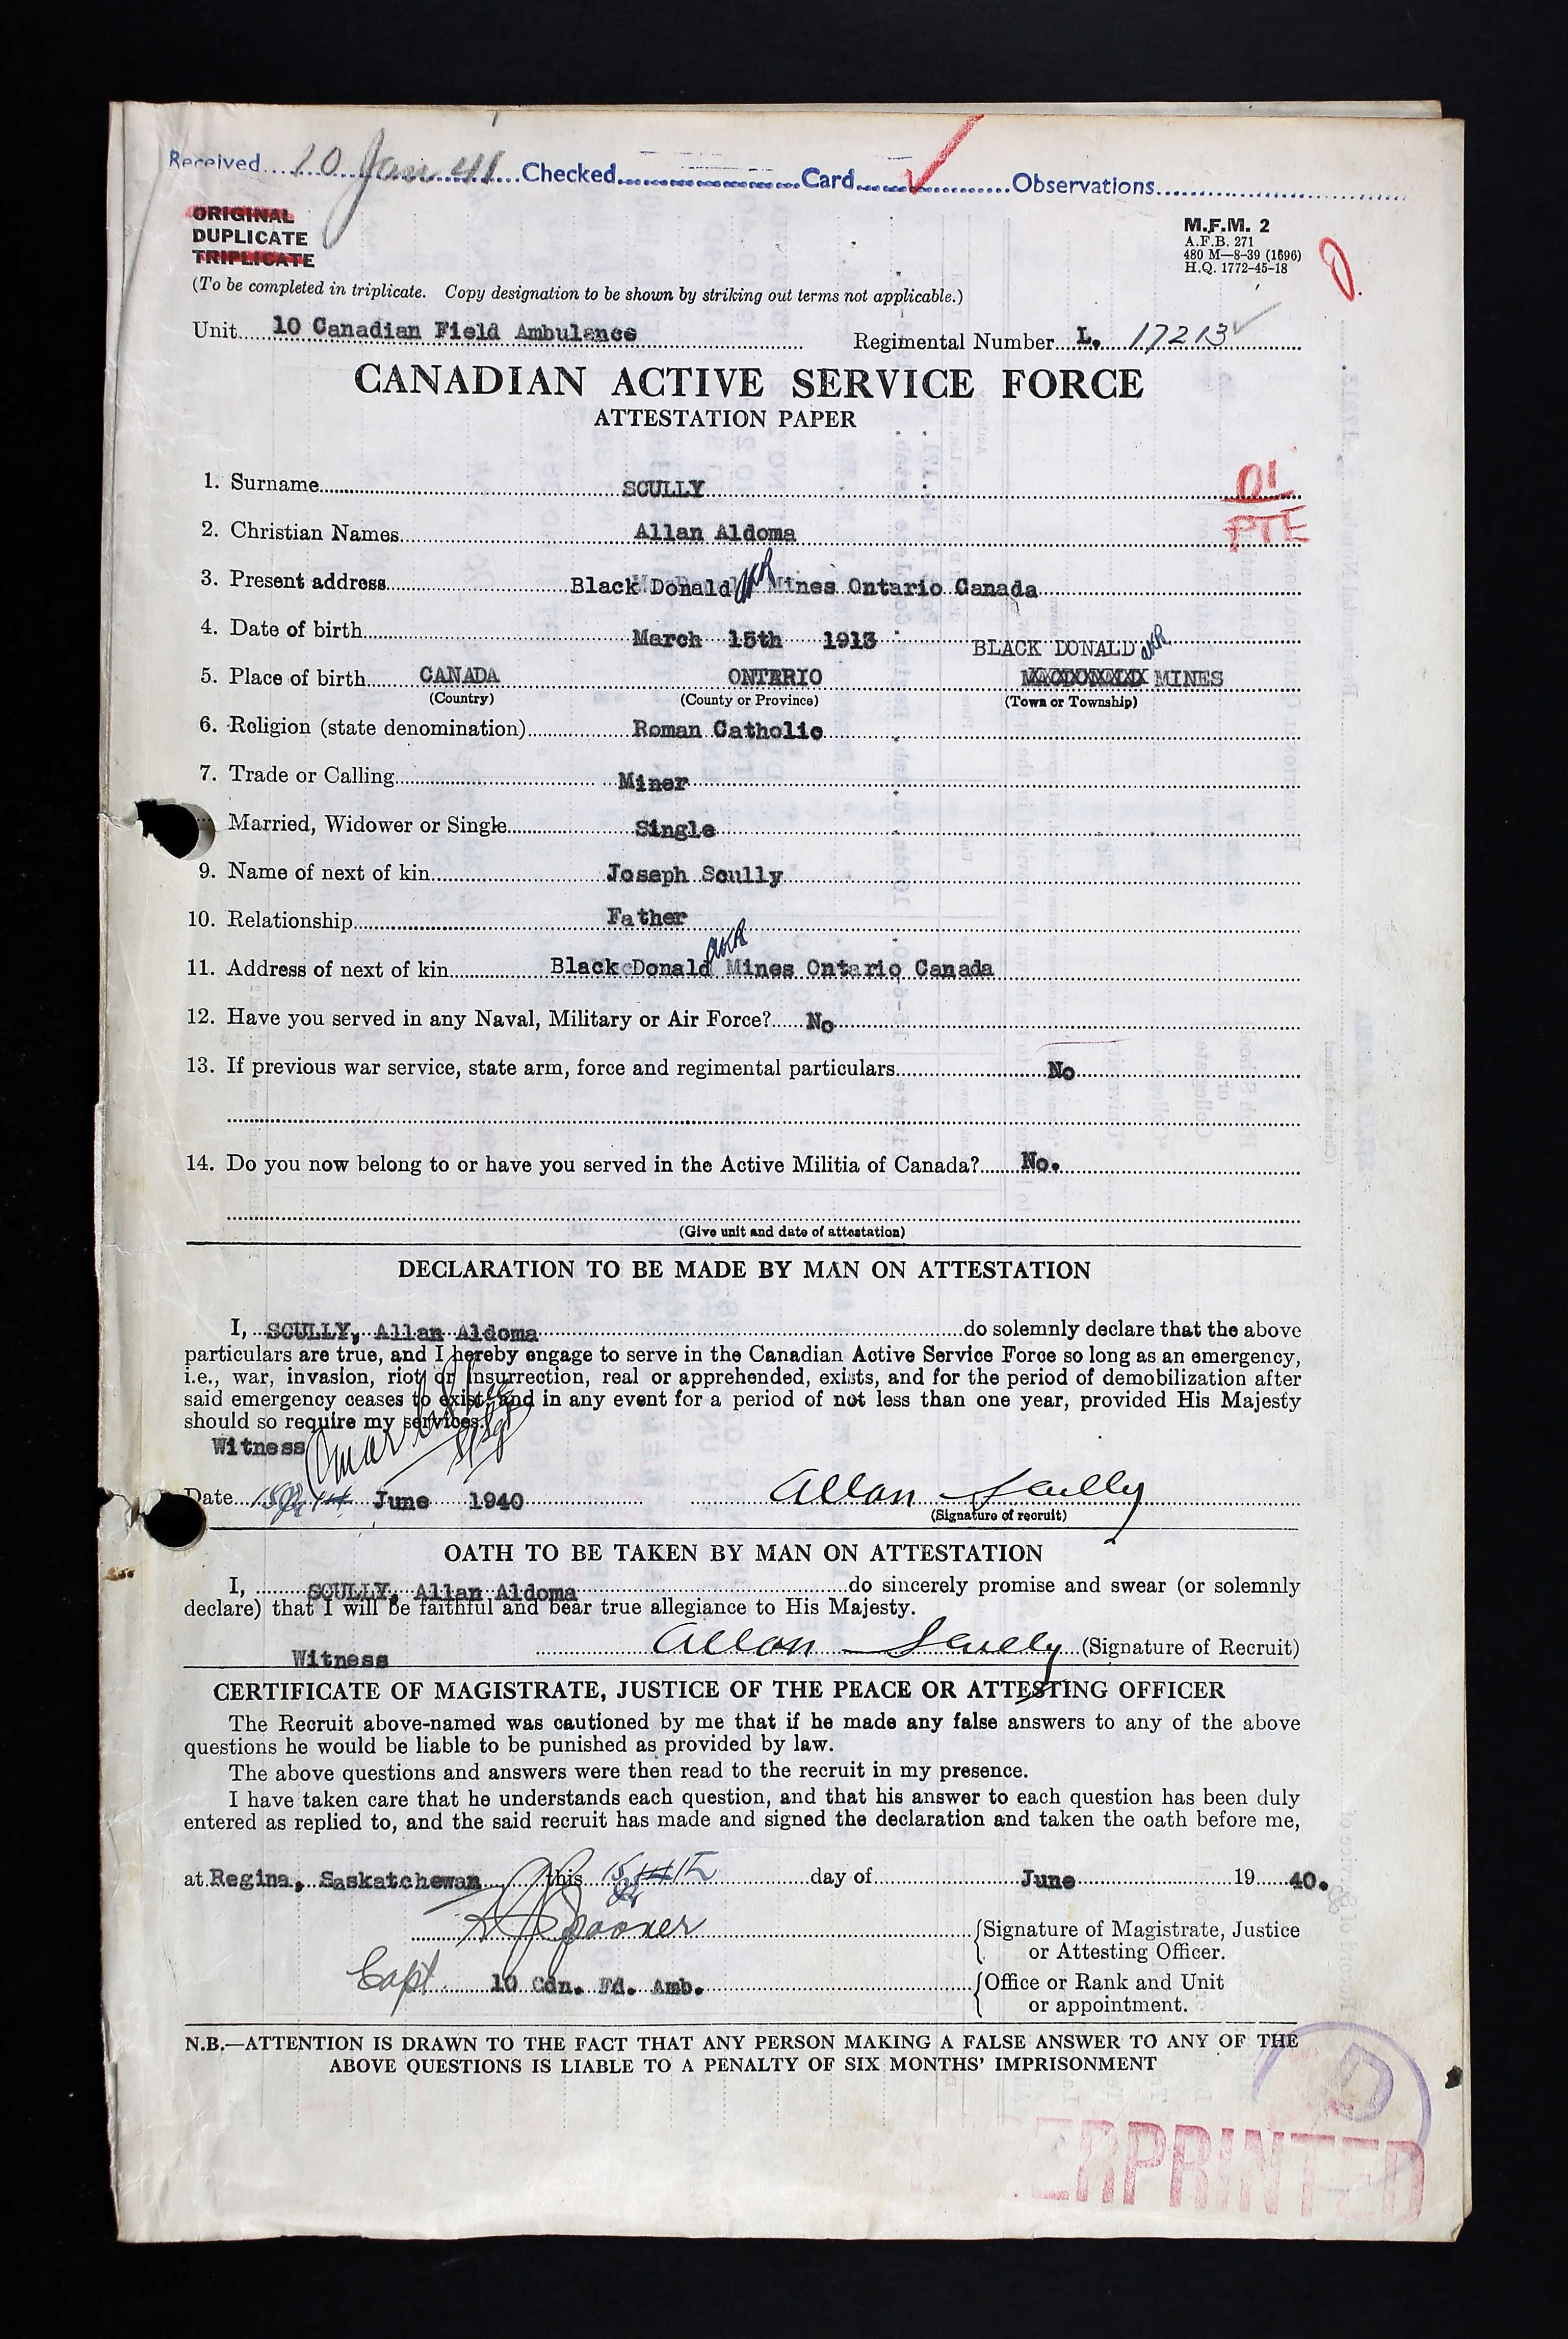 Received....10 Jan 41....Checked....................Card....................Observations....................
ORIGINAL
DUPLICATE
TRIPLICATE
M.F.M. 2
A.F.B. 271
480 M—8-39 (1696)
H.Q. 1772-45-18
(To be completed in triplicate. Copy designation to be shown by striking out terms not applicable.)
Unit....10 Canadian Field Ambulance.................... Regimental Number....L. 17213
CANADIAN ACTIVE SERVICE FORCE
ATTESTATION PAPER
1. Surname....................SCULLY
01
2. Christian Names....................Allan Aldoma
PTE
3. Present address....................Black Donald Mines Ontario Canada
4. Date of birth....................March 15th 1913
BLACK DONALD
5. Place of birth....CANADA ONTARIO MINES
(Country) (County or Province) (Town or Township)
6. Religion (state denomination)....................Roman Catholic
7. Trade or Calling....................Miner
Married, Widower or Single....................Single
9. Name of next of kin....................Joseph Scully
10. Relationship....................Father
11. Address of next of kin....................Black Donald Mines Ontario Canada
12. Have you served in any Naval, Military or Air Force?......No
13. If previous war service, state arm, force and regimental particulars....................No
14. Do you now belong to or have you served in the Active Militia of Canada?........No.
(Give unit and date of attestation)
DECLARATION TO BE MADE BY MAN ON ATTESTATION
I, SCULLY, Allan Aldoma....................do solemnly declare that the above
particulars are true, and I hereby engage to serve in the Canadian Active Service Force so long as an emergency,
i.e., war, invasion, riot or insurrection, real or apprehended, exists, and for the period of demobilization after
said emergency ceases to exist, and in any event for a period of not less than one year, provided His Majesty
should so require my services.
Witness
Date.... 15 14 June 1940 Allan Scully
(Signature of recruit)
OATH TO BE TAKEN BY MAN ON ATTESTATION
I, ........SCULLY, Allan Aldoma....................do sincerely promise and swear (or solemnly
declare) that I will be faithful and bear true allegiance to His Majesty.
Allan Scully (Signature of Recruit)
Witness
CERTIFICATE OF MAGISTRATE, JUSTICE OF THE PEACE OR ATTESTING OFFICER
The Recruit above-named was cautioned by me that if he made any false answers to any of the above
questions he would be liable to be punished as provided by law.
The above questions and answers were then read to the recruit in my presence.
I have taken care that he understands each question, and that his answer to each question has been duly
entered as replied to, and the said recruit has made and signed the declaration and taken the oath before me,
at Regina, Saskatchewan this 15 day of June 19 40.
Spooner {Signature of Magistrate, Justice
or Attesting Officer.
Capt 10 Cdn. Fd. Amb. {Office or Rank and Unit
or appointment.
N.B.—ATTENTION IS DRAWN TO THE FACT THAT ANY PERSON MAKING A FALSE ANSWER TO ANY OF THE
ABOVE QUESTIONS IS LIABLE TO A PENALTY OF SIX MONTHS' IMPRISONMENT
D
ERPRINTED